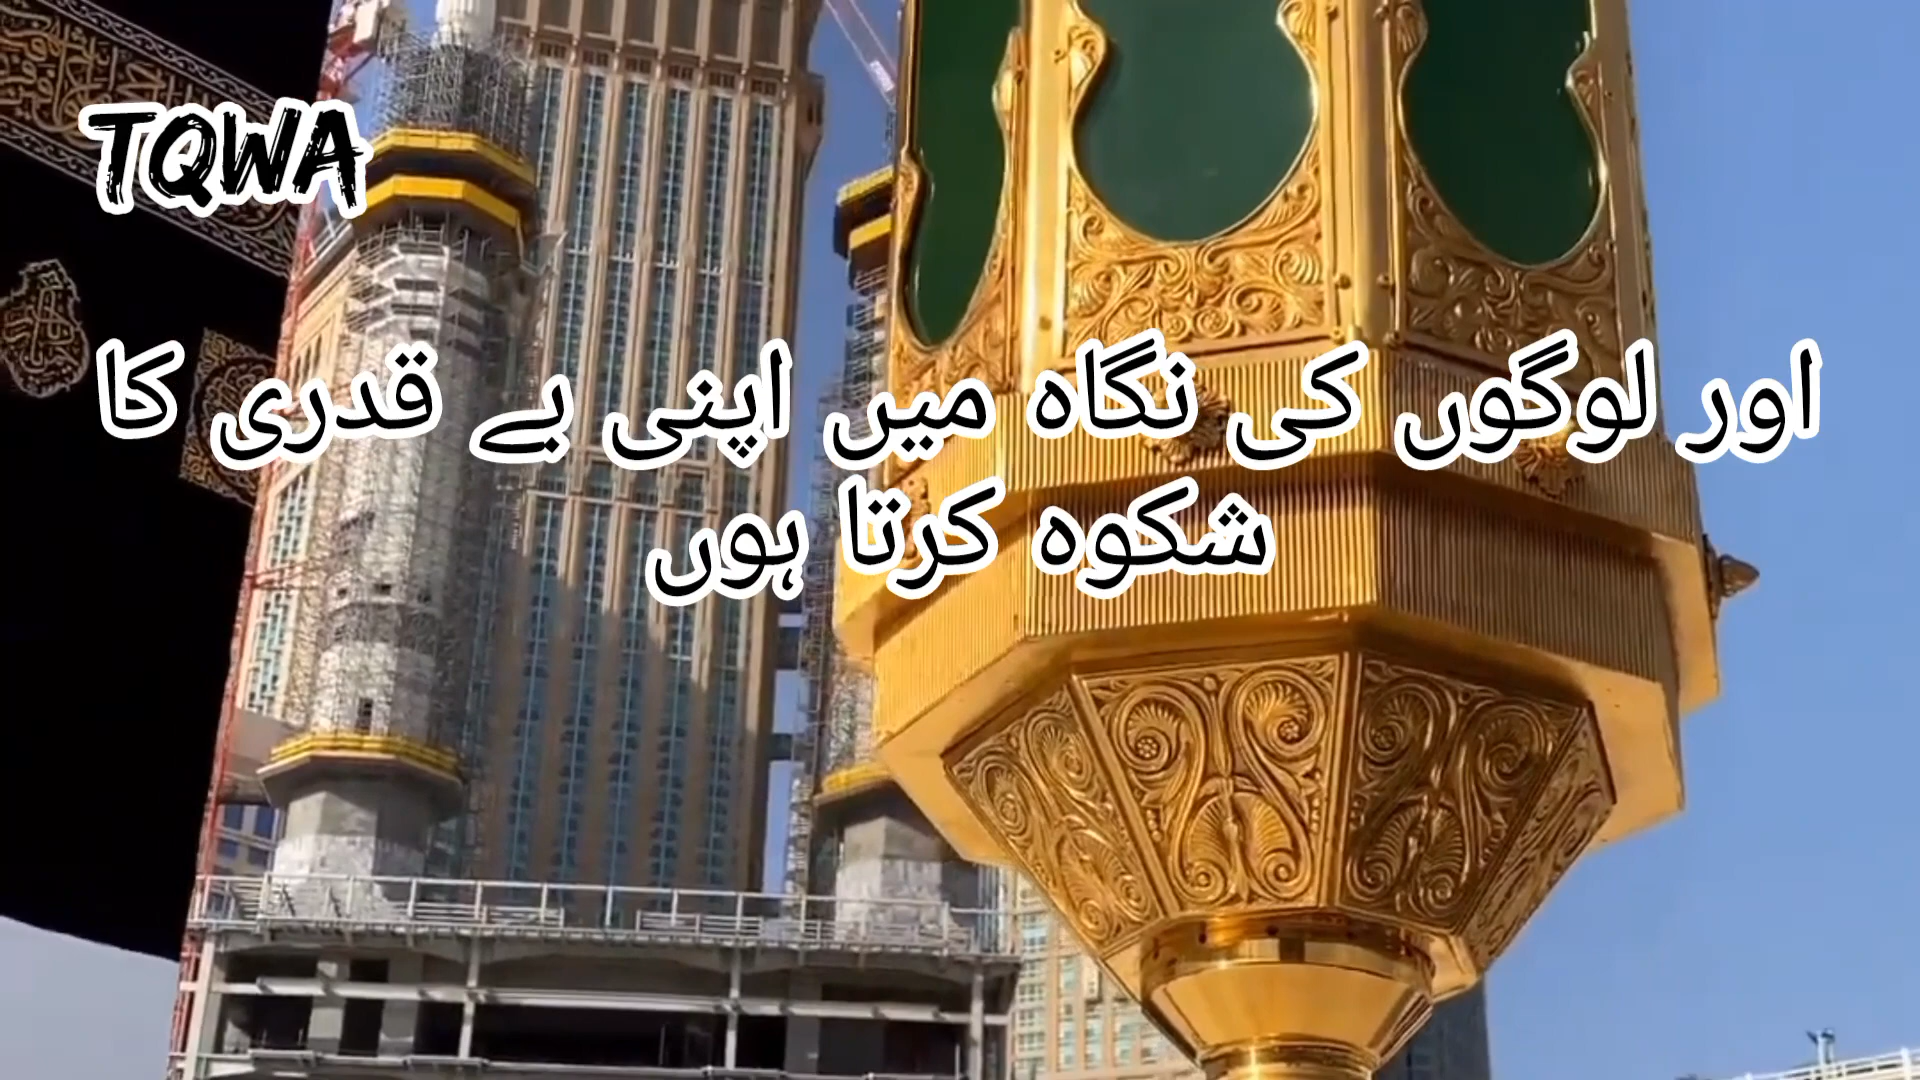 TQWA
اور لوگوں کی نگاہ میں اپنی بے قدری کا
شکوہ کرتا ہوں